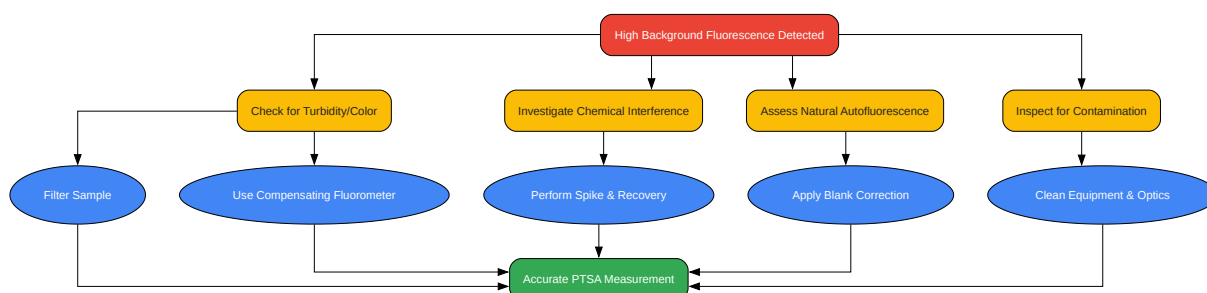 High Background Fluorescence Detected
Check for Turbidity/Color
Investigate Chemical Interference
Assess Natural Autofluorescence
Inspect for Contamination
Filter Sample
Use Compensating Fluorometer
Perform Spike & Recovery
Apply Blank Correction
Clean Equipment & Optics
Accurate PTSA Measurement